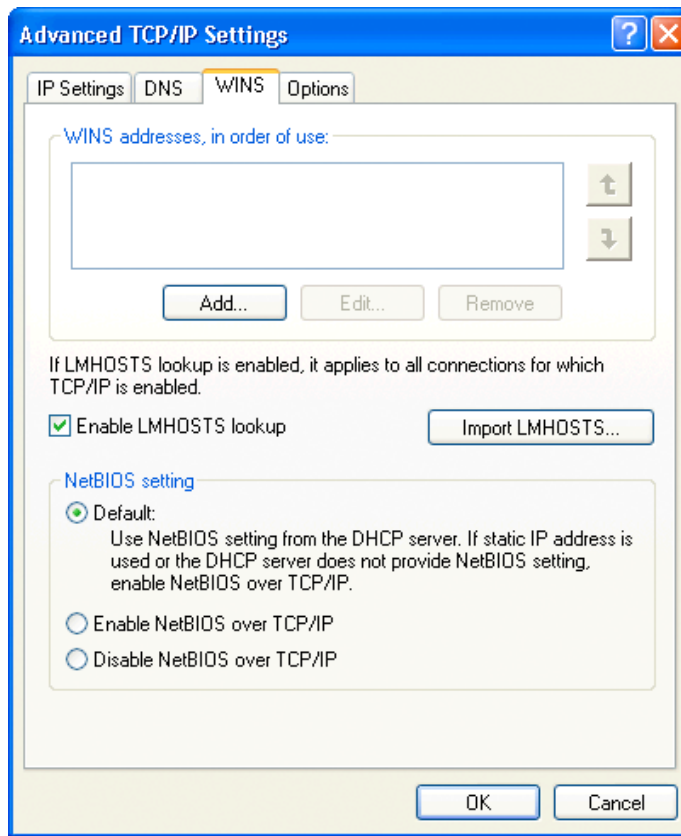 Advanced TCP/IP Settings
IP Settings DNS WINS Options
WINS addresses, in order of use:
Add... Edit... Remove
If LMHOSTS lookup is enabled, it applies to all connections for which
TCP/IP is enabled.
Enable LMHOSTS lookup Import LMHOSTS...
NetBIOS setting
Default:
Use NetBIOS setting from the DHCP server. If static IP address is
used or the DHCP server does not provide NetBIOS setting,
enable NetBIOS over TCP/IP.
Enable NetBIOS over TCP/IP
Disable NetBIOS over TCP/IP
OK Cancel